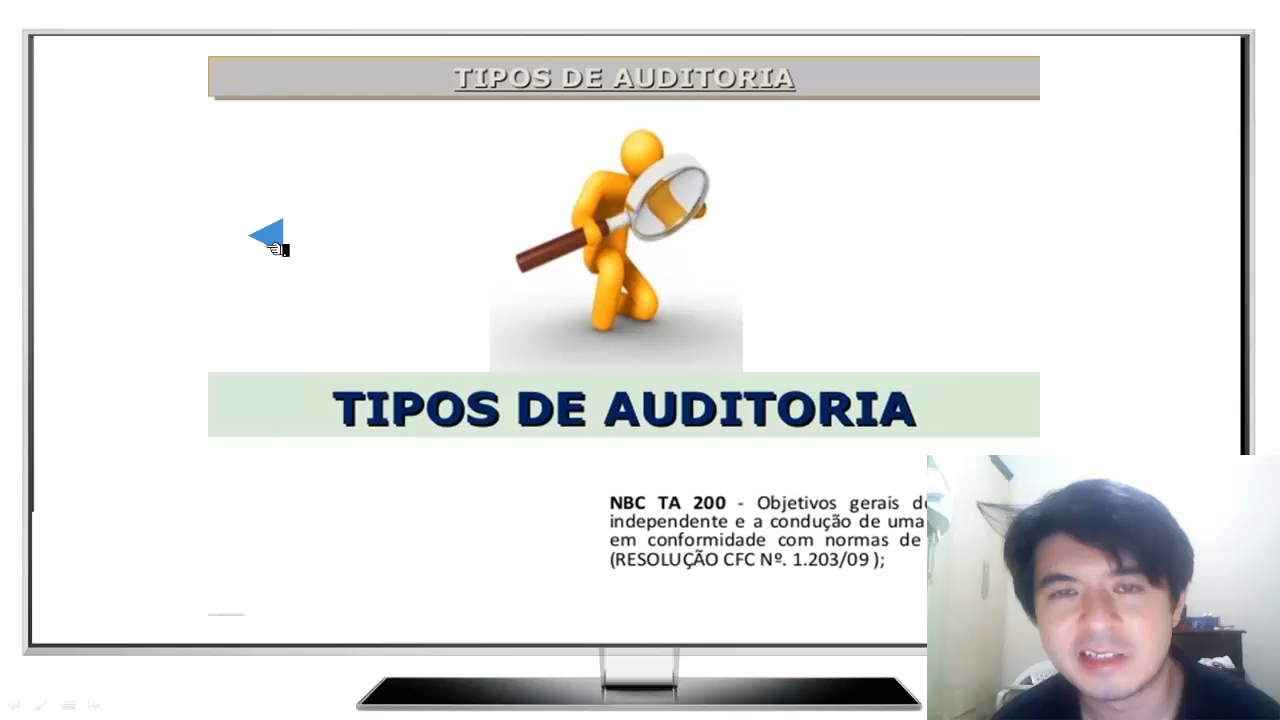 TIPOS DE AUDITORIA
TIPOS DE AUDITORIA
NBC TA 200 - Objetivos gerais
independente e a condução de uma
em conformidade com normas de
(RESOLUÇÃO CFC Nº. 1.203/09 );